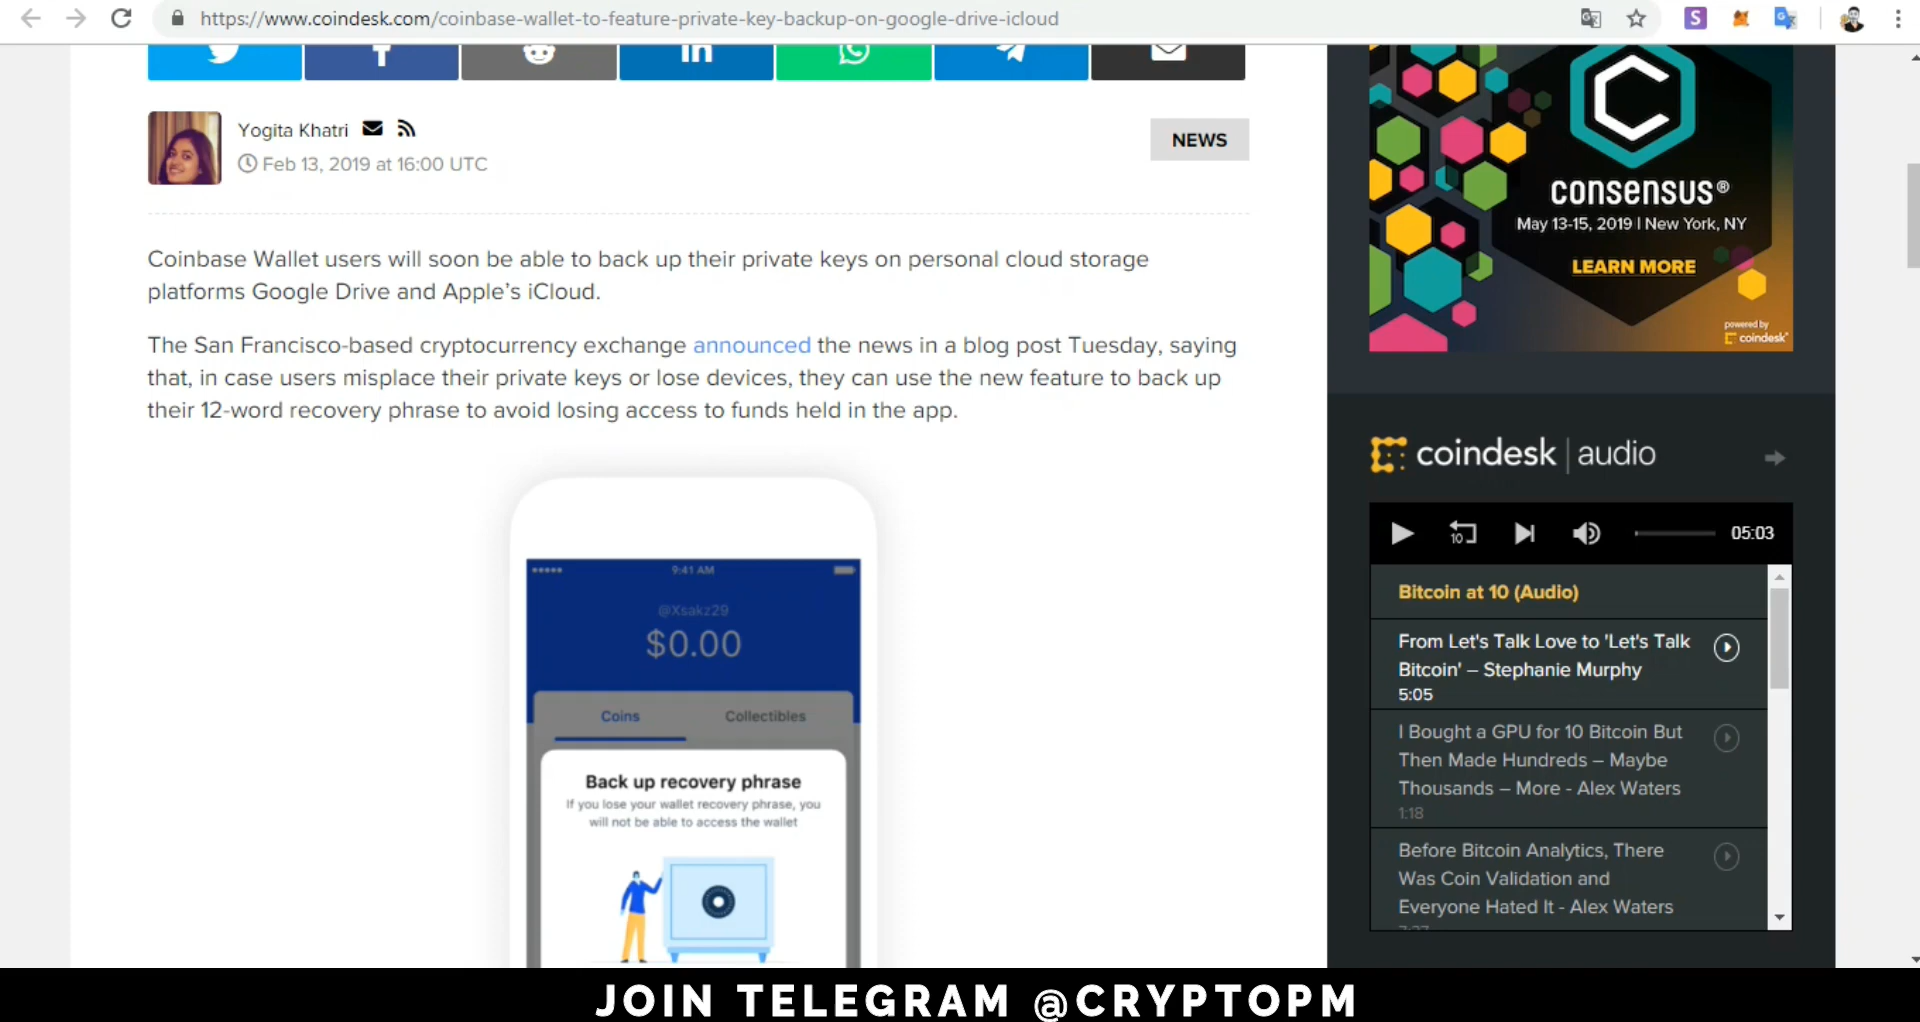 https://www.coindesk.com/coinbase-wallet-to-feature-private-key-backup-on-google-drive-icloud
S
Yogita Khatri
Feb 13, 2019 at 16:00 UTC
NEWS
Coinbase Wallet users will soon be able to back up their private keys on personal cloud storage
platforms Google Drive and Apple’s iCloud.
The San Francisco-based cryptocurrency exchange announced the news in a blog post Tuesday, saying
that, in case users misplace their private keys or lose devices, they can use the new feature to back up
their 12-word recovery phrase to avoid losing access to funds held in the app.
9:41 AM
@Xsakz29
$0.00
Coins
Collectibles
Back up recovery phrase
If you lose your wallet recovery phrase, you
will not be able to access the wallet
consensus®
May 13-15, 2019 | New York, NY
LEARN MORE
powered by
coindesk
coindesk | audio
10
05:03
Bitcoin at 10 (Audio)
From Let's Talk Love to 'Let's Talk
Bitcoin' – Stephanie Murphy
5:05
I Bought a GPU for 10 Bitcoin But
Then Made Hundreds – Maybe
Thousands – More - Alex Waters
1:18
Before Bitcoin Analytics, There
Was Coin Validation and
Everyone Hated It - Alex Waters
JOIN TELEGRAM @CRYPTOPM